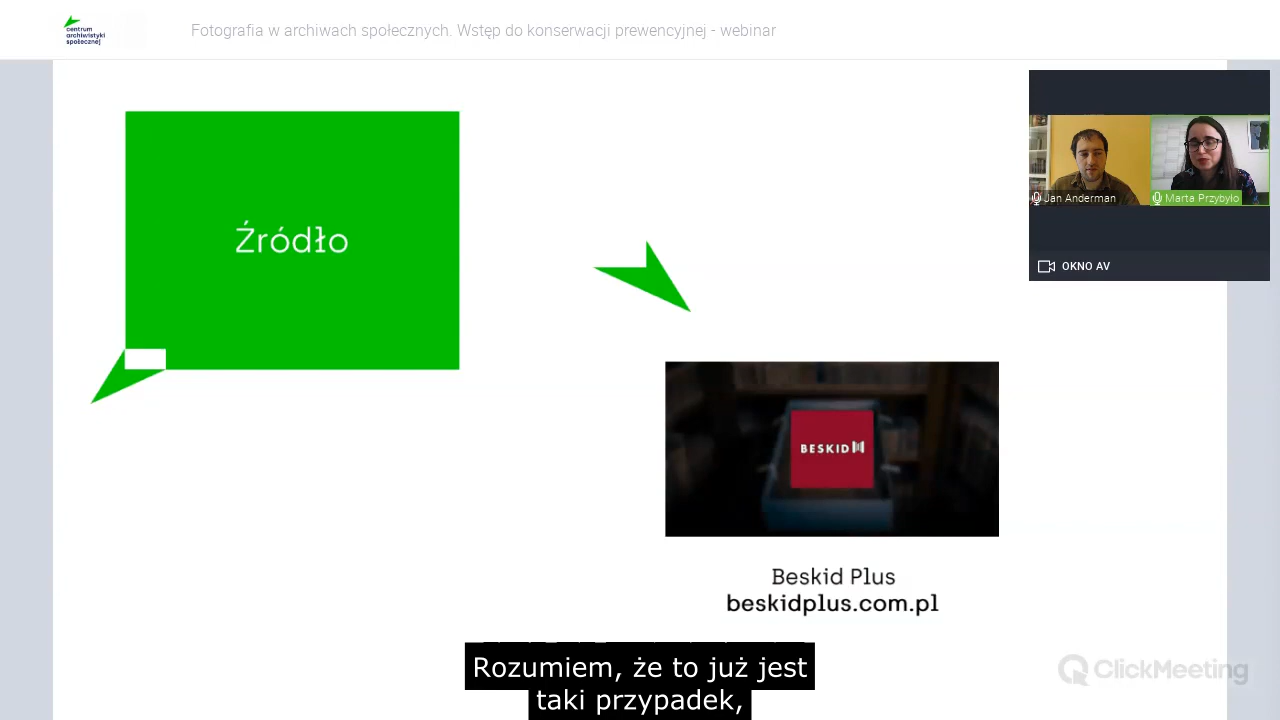 centrum
archiwistyki
społecznej
Fotografia w archiwach społecznych. Wstęp do konserwacji prewencyjnej - webinar
Źródło
Jan Anderman
Marta Przybyło
OKNO AV
BESKID
Beskid Plus
beskidplus.com.pl
Rozumiem, że to już jest
taki przypadek,
ClickMeeting